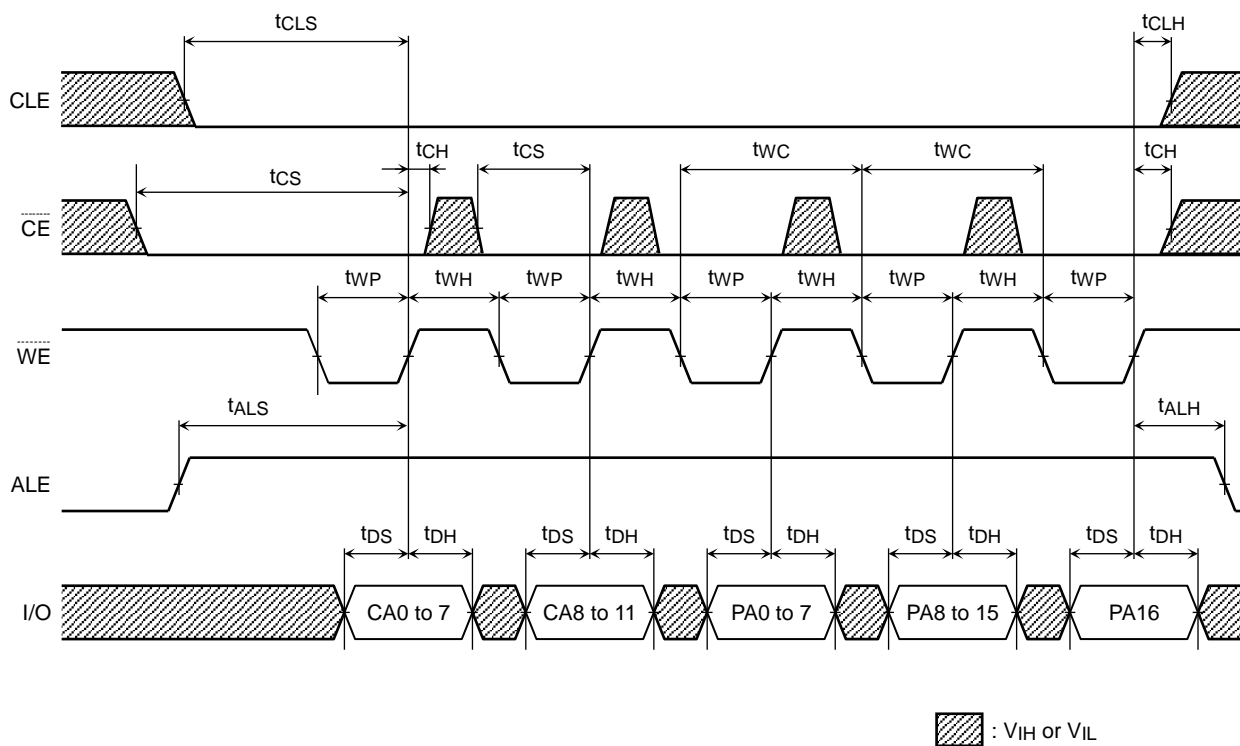 tCLS tCLH
CLE
tCH tCS tWC tWC tCH
tCS
CE
tWP tWH tWP tWH tWP tWH tWP tWH tWP
WE
tALS tALH
ALE
tDS tDH tDS tDH tDS tDH tDS tDH tDS tDH
I/O CA0 to 7 CA8 to 11 PA0 to 7 PA8 to 15 PA16
: VIH or VIL